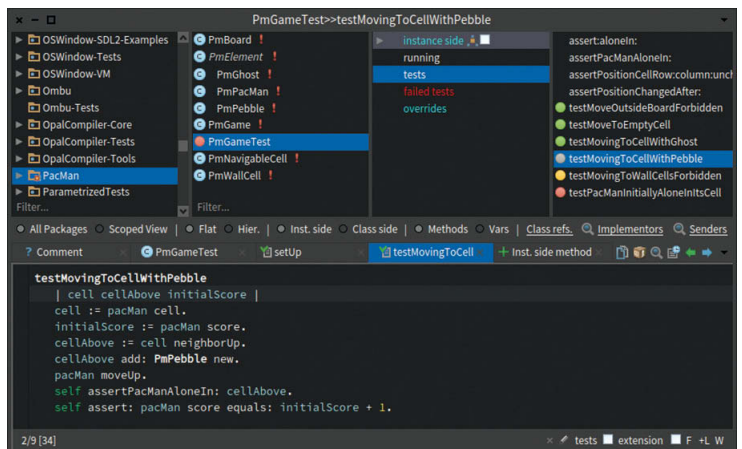 PmGameTest>>testMovingToCellWithPebble
OSWindow-SDL2-Examples
OSWindow-Tests
OSWindow-VM
Ombu
Ombu-Tests
OpalCompiler-Core
OpalCompiler-Tests
OpalCompiler-Tools
PacMan
ParametrizedTests
Filter...
PmBoard !
PmElement !
PmGhost !
PmPacMan !
PmPebble !
PmGame !
PmGameTest
PmNavigableCell !
PmWallCell !
Filter...
instance side
running
tests
failed tests
overrides
assert:aloneIn:
assertPacManAloneIn:
assertPositionCellRow:column:unch
assertPositionChangedAfter:
testMoveOutsideBoardForbidden
testMoveToEmptyCell
testMovingToCellWithGhost
testMovingToCellWithPebble
testMovingToWallCellsForbidden
testPacManInitiallyAloneInItsCell
All Packages Scoped View | Flat Hier. | Inst. side Class side | Methods Vars | Class refs. Implementors Senders
? Comment × PmGameTest × setUp × testMovingToCell × + Inst. side method ×
testMovingToCellWithPebble
| cell cellAbove initialScore |
cell := pacMan cell.
initialScore := pacMan score.
cellAbove := cell neighborUp.
cellAbove add: PmPebble new.
pacMan moveUp.
self assertPacManAloneIn: cellAbove.
self assert: pacMan score equals: initialScore + 1.
2/9 [34] × tests extension F +L W